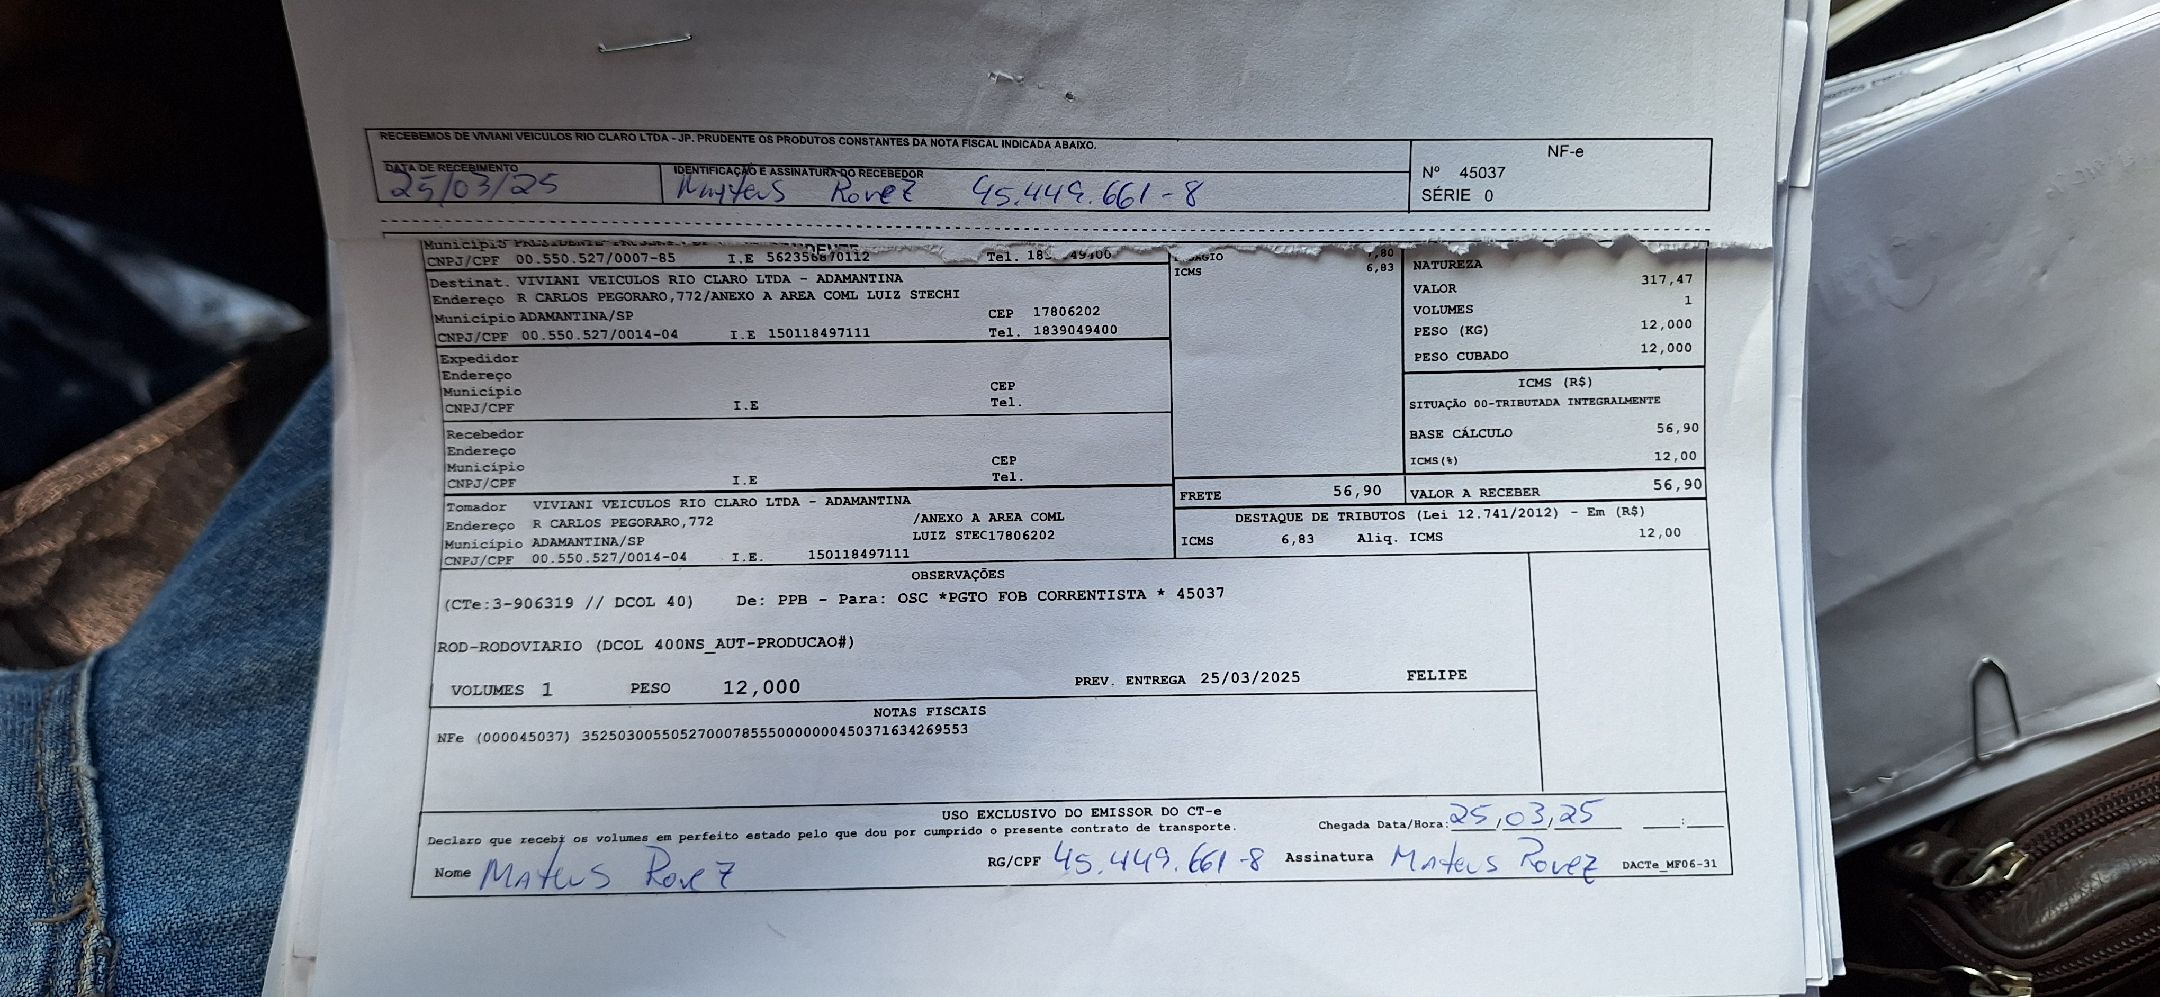 RECEBEMOS DE VIVIANI VEICULOS RIO CLARO LTDA - JP. PRUDENTE OS PRODUTOS CONSTANTES DA NOTA FISCAL INDICADA ABAIXO.
NF-e
Nº 45037
SÉRIE 0
DATA DE RECEBIMENTO
25/03/25
IDENTIFICAÇÃO E ASSINATURA DO RECEBEDOR
Mateus Rovez 45.449.661-8
Município
CNPJ/CPF 00.550.527/0007-85 I.E 562356870112 Tel.
Destinat. VIVIANI VEICULOS RIO CLARO LTDA - ADAMANTINA
Endereço R CARLOS PEGORARO,772/ANEXO A AREA COML LUIZ STECHI
Município ADAMANTINA/SP CEP 17806202
CNPJ/CPF 00.550.527/0014-04 I.E 150118497111 Tel. 1839049400
Expedidor
Endereço
Município CEP
CNPJ/CPF I.E Tel.
Recebedor
Endereço
Município CEP
CNPJ/CPF I.E Tel.
Tomador VIVIANI VEICULOS RIO CLARO LTDA - ADAMANTINA
Endereço R CARLOS PEGORARO,772 /ANEXO A AREA COML
Município ADAMANTINA/SP LUIZ STEC17806202
CNPJ/CPF 00.550.527/0014-04 I.E. 150118497111
ICMS 6,83
FRETE 56,90
NATUREZA
VALOR 317,47
VOLUMES 1
PESO (KG) 12,000
PESO CUBADO 12,000
ICMS (R$)
SITUAÇÃO 00-TRIBUTADA INTEGRALMENTE
BASE CÁLCULO 56,90
ICMS(%) 12,00
VALOR A RECEBER 56,90
DESTAQUE DE TRIBUTOS (Lei 12.741/2012) - Em (R$)
ICMS 6,83 Aliq. ICMS 12,00
OBSERVAÇÕES
(CTe:3-906319 // DCOL 40) De: PPB - Para: OSC *PGTO FOB CORRENTISTA * 45037
ROD-RODOVIARIO (DCOL 400NS_AUT-PRODUCAO#)
VOLUMES 1 PESO 12,000 PREV. ENTREGA 25/03/2025 FELIPE
NOTAS FISCAIS
NFe (000045037) 35250300550527000785550000000450371634269553
USO EXCLUSIVO DO EMISSOR DO CT-e
Declaro que recebi os volumes em perfeito estado pelo que dou por cumprido o presente contrato de transporte. Chegada Data/Hora: 25,03,25 __:__
Nome Mateus Rovez RG/CPF 45.449.661-8 Assinatura Mateus Rovez DACTe_MF06-31